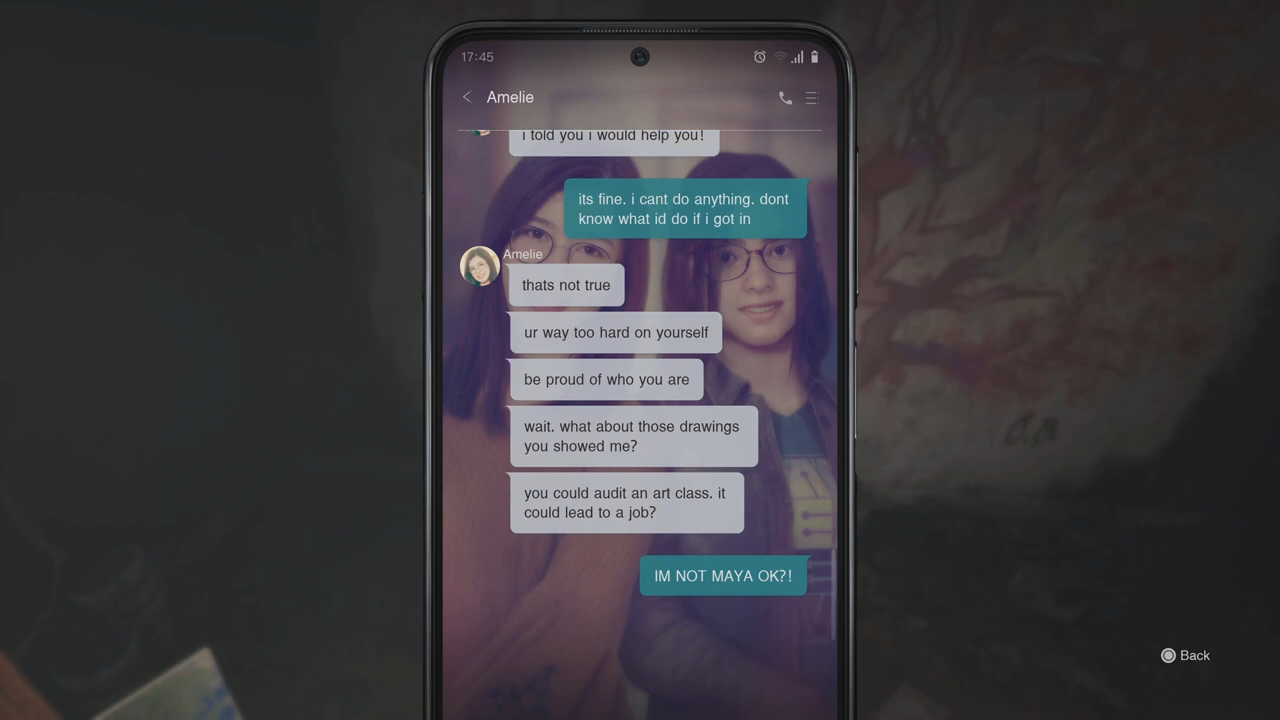 17:45
Amelie
i told you i would help you!
its fine. i cant do anything. dont
know what id do if i got in
Amelie
thats not true
ur way too hard on yourself
be proud of who you are
wait. what about those drawings
you showed me?
you could audit an art class. it
could lead to a job?
IM NOT MAYA OK?!
Back